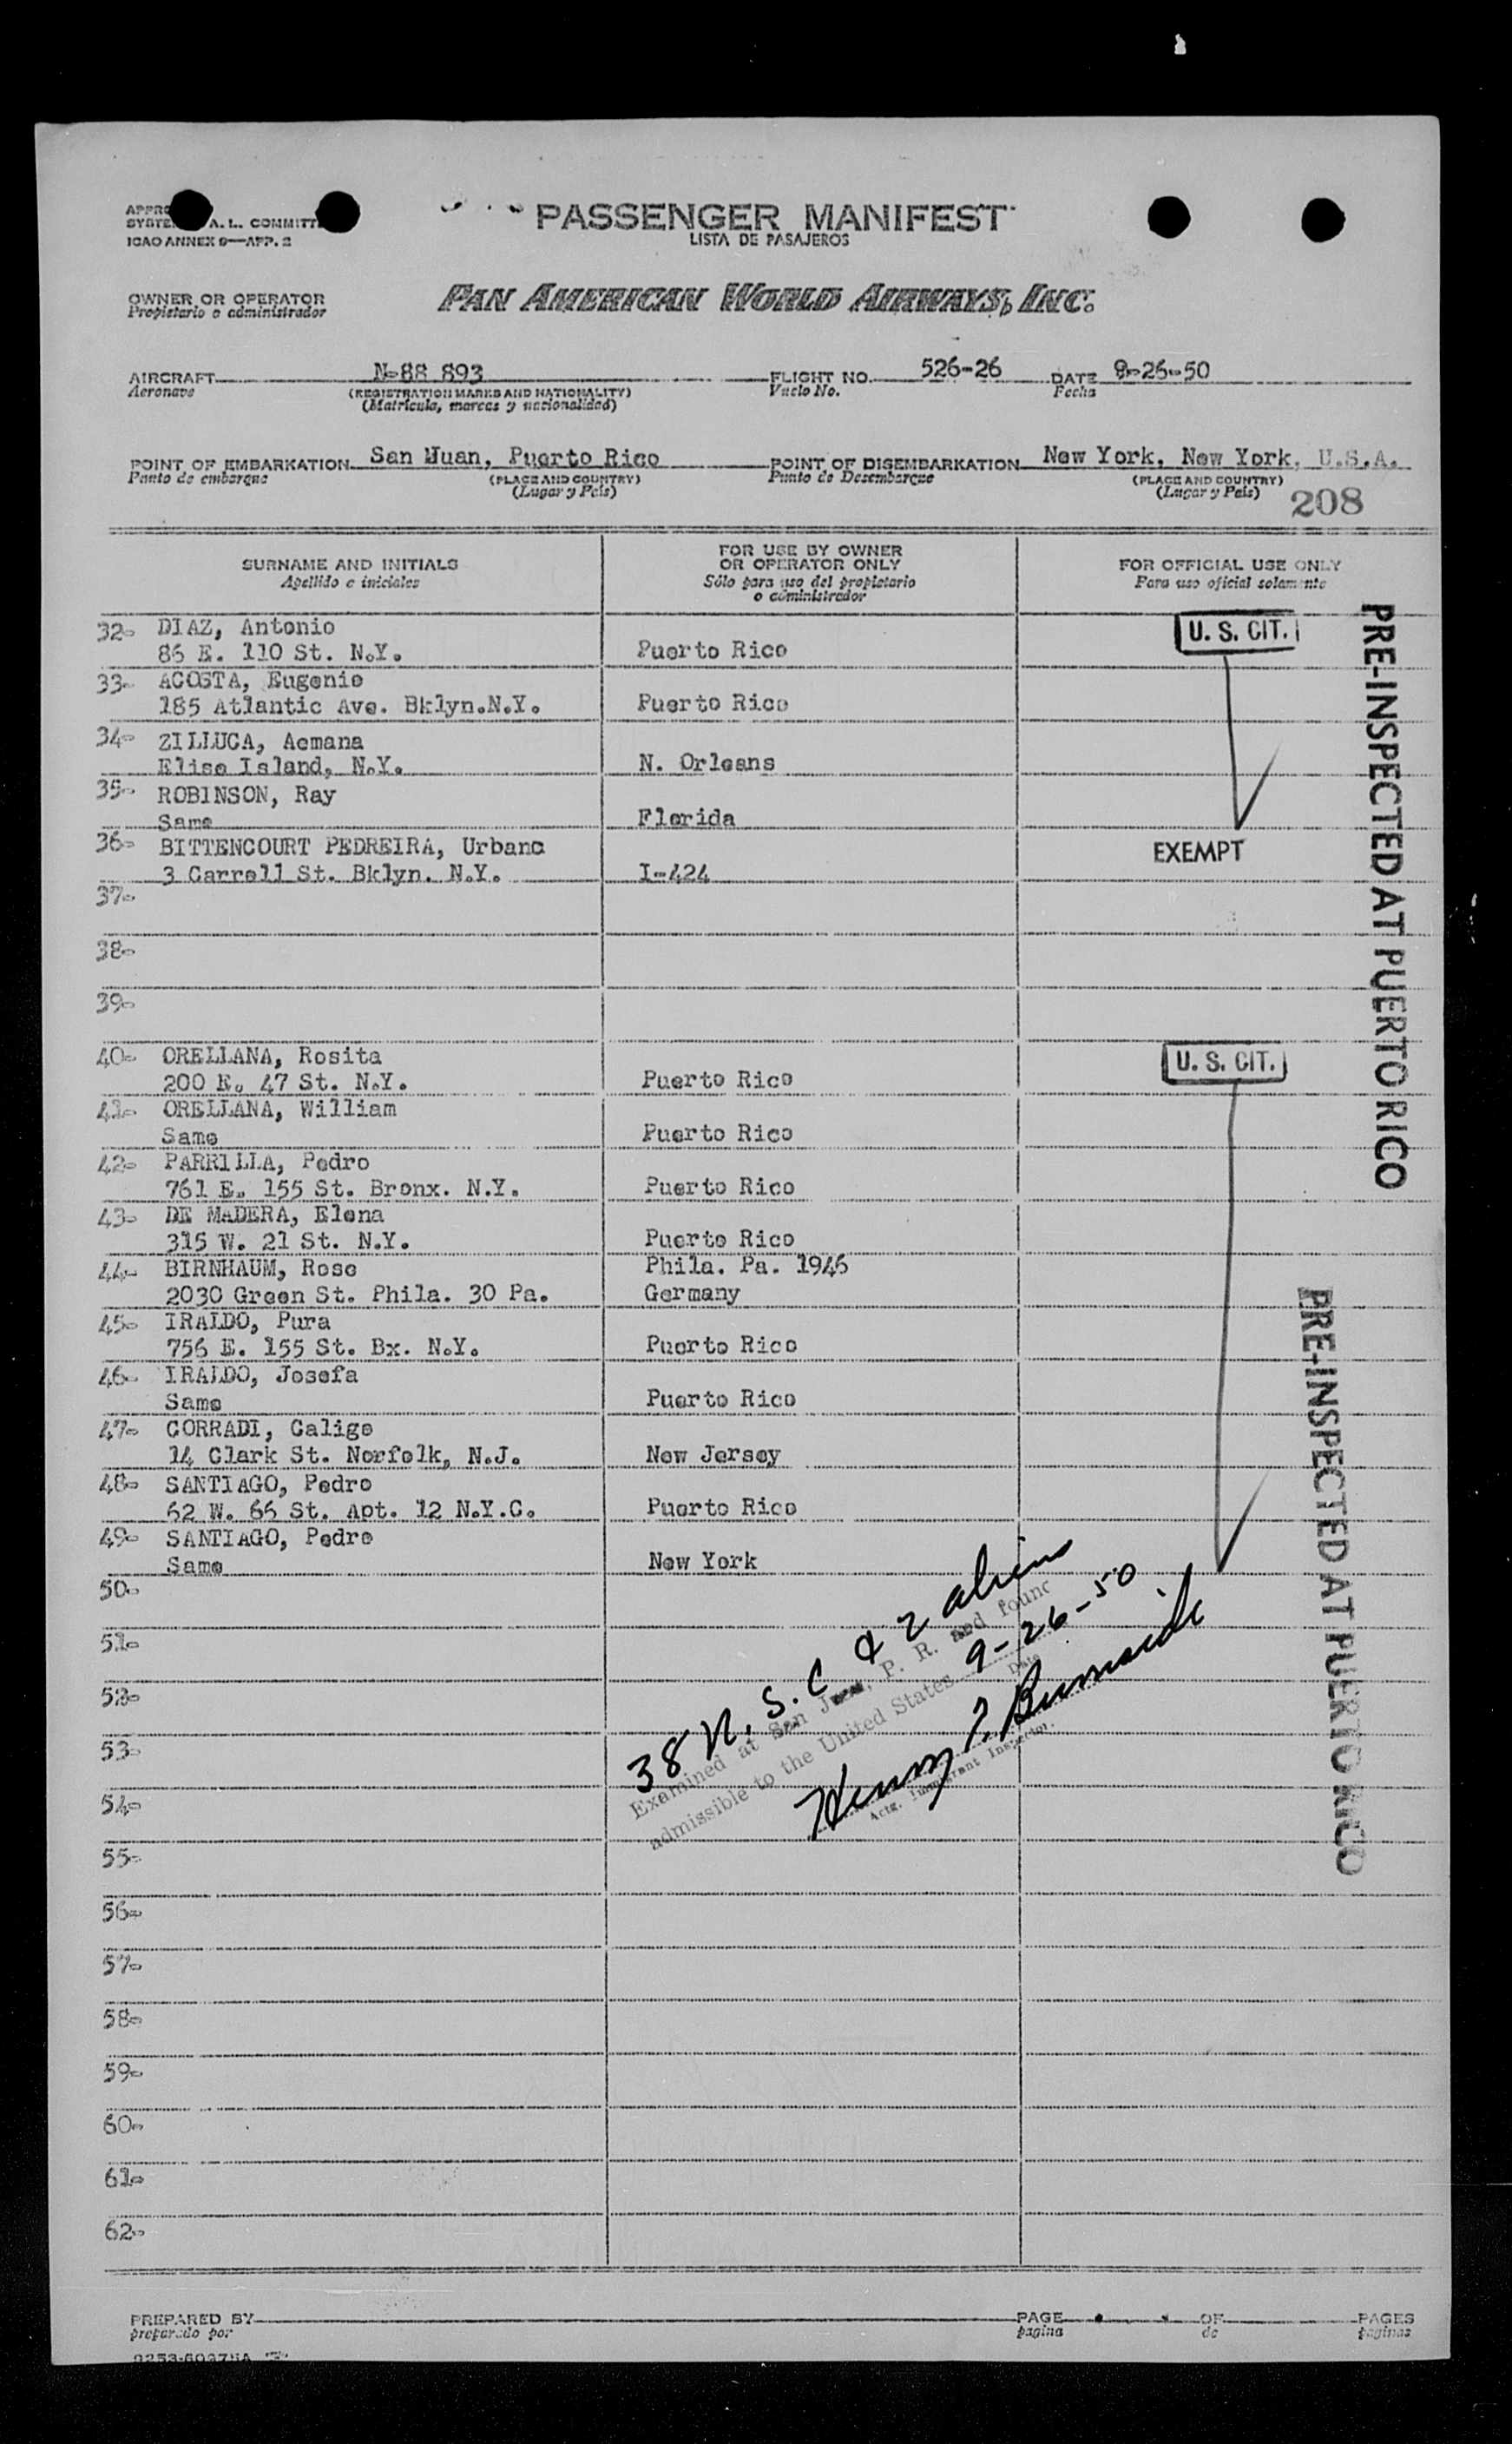 PASSENGER MANIFEST
LISTA DE PASAJEROS
A. L. COMMITT
ICAO ANNEX 9—APP. 2
OWNER OR OPERATOR
Propietario o administrador
PAN AMERICAN WORLD AIRWAYS, INC.
AIRCRAFT N-88 893 FLIGHT NO. 526-26 DATE 9-26-50
Aeronave (REGISTRATION MARKS AND NATIONALITY) Vuelo No. Fecha
(Matrícula, marcas y nacionalidad)
POINT OF EMBARKATION San Juan, Puerto Rico POINT OF DISEMBARKATION New York, New York, U.S.A.
Punto de embarque (PLACE AND COUNTRY) Punto de Desembarque (PLACE AND COUNTRY)
(Lugar y País) (Lugar y País) 208
SURNAME AND INITIALS
Apellido e iniciales
FOR USE BY OWNER
OR OPERATOR ONLY
Sólo para uso del propietario
o administrador
FOR OFFICIAL USE ONLY
Para uso oficial solamente
32- DIAZ, Antonio U. S. CIT.
86 E. 110 St. N.Y. Puerto Rico
33- ACOSTA, Eugenio
185 Atlantic Ave. Bklyn.N.Y. Puerto Rico
34- ZILLUCA, Aemana
Elise Island, N.Y. N. Orleans
35- ROBINSON, Ray
Same Florida
36- BITTENCOURT PEDREIRA, Urbano EXEMPT
3 Carroll St. Bklyn. N.Y. I-424
37-
38-
39-
40- ORELLANA, Rosita U. S. CIT.
200 E. 47 St. N.Y. Puerto Rico
41- ORELLANA, William
Same Puerto Rico
42- PARRILLA, Pedro
761 E. 155 St. Bronx. N.Y. Puerto Rico
43- DE MADERA, Elena
315 W. 21 St. N.Y. Puerto Rico
44- BIRNHAUM, Rose Phila. Pa. 1946
2030 Green St. Phila. 30 Pa. Germany
45- IRALDO, Pura
756 E. 155 St. Bx. N.Y. Puerto Rico
46- IRALDO, Josefa
Same Puerto Rico
47- CORRADI, Galigo
14 Clark St. Norfolk, N.J. New Jersey
48- SANTIAGO, Pedro
62 W. 66 St. Apt. 12 N.Y.C. Puerto Rico
49- SANTIAGO, Pedro
Same New York
50-
51-
52-
53-
54-
55-
56-
57-
58-
59-
60-
61-
62-
PRE-INSPECTED AT PUERTO RICO
PRE-INSPECTED AT PUERTO RICO
38 U.S.C & 2 aliens
Examined at San Juan, P. R. and found
admissible to the United States 9-26-50
Date
Henry
Actg. Immigrant Inspector.
PREPARED BY PAGE OF PAGES
preparado por página de páginas